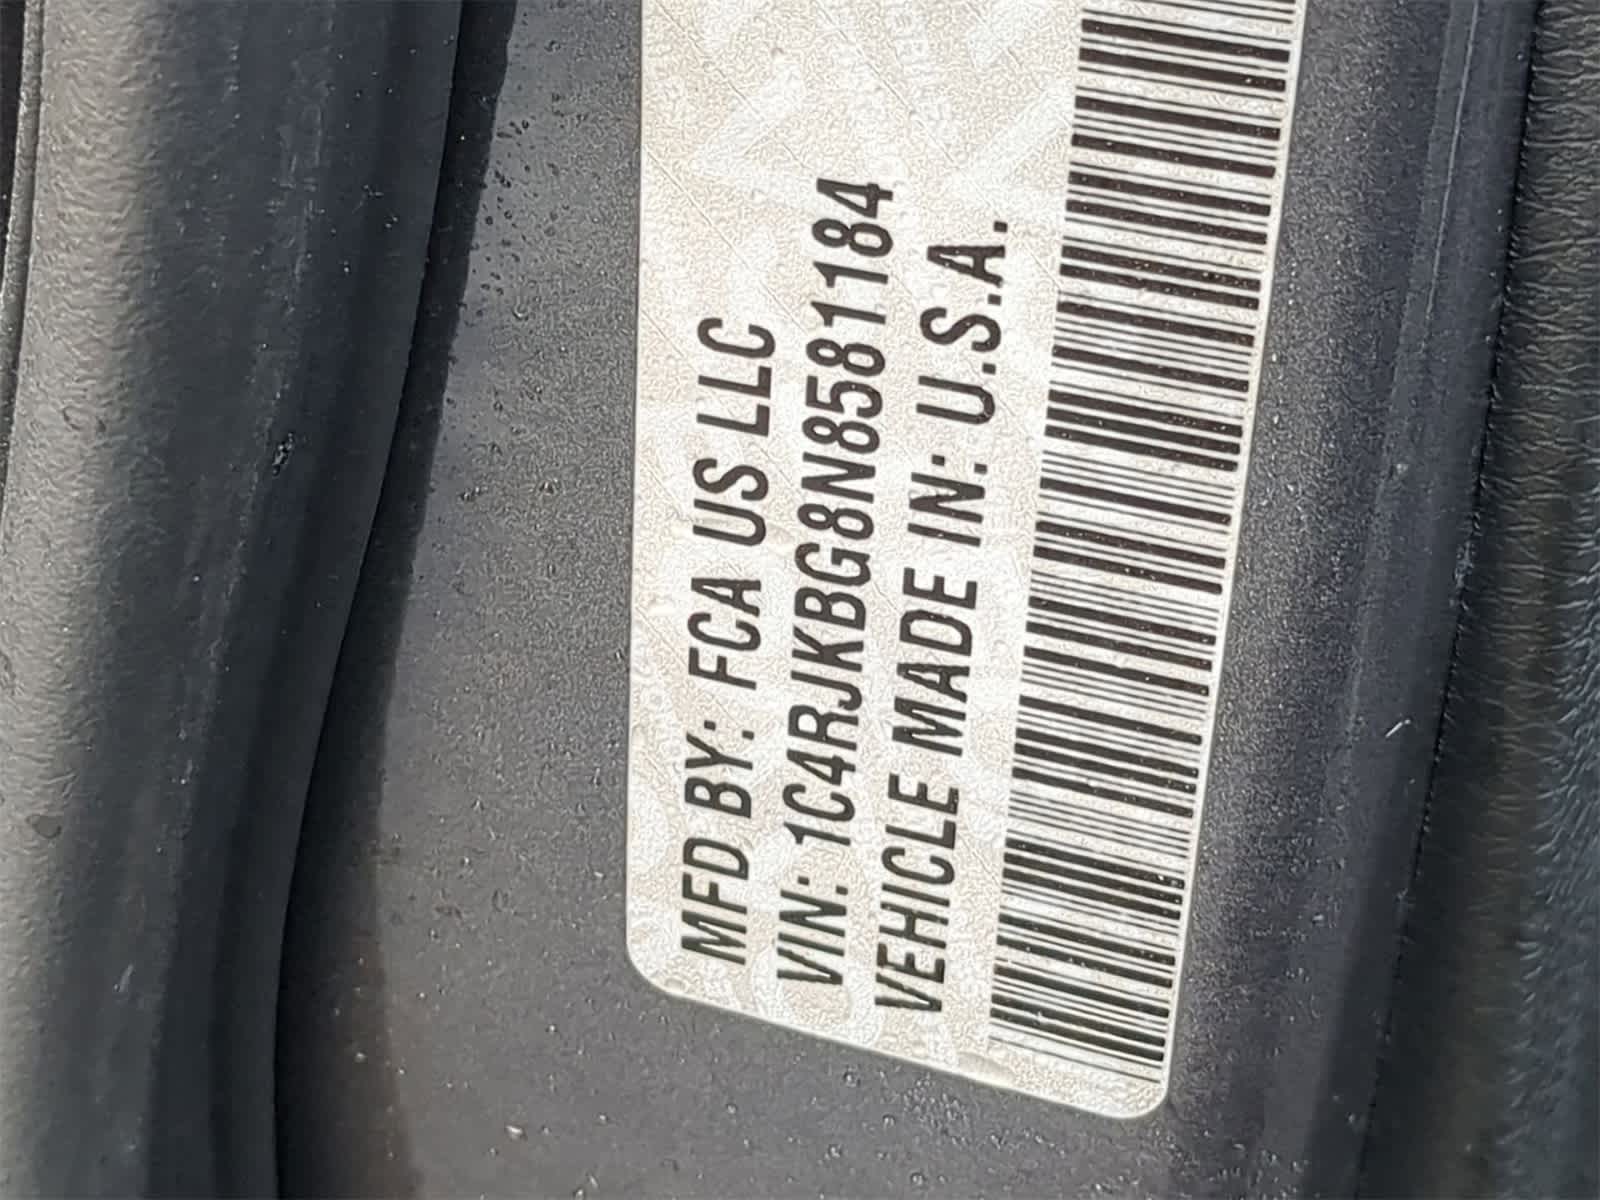 MFD BY: FCA US LLC
VIN: 1C4RJKBG8N8581184
VEHICLE MADE IN: U.S.A.